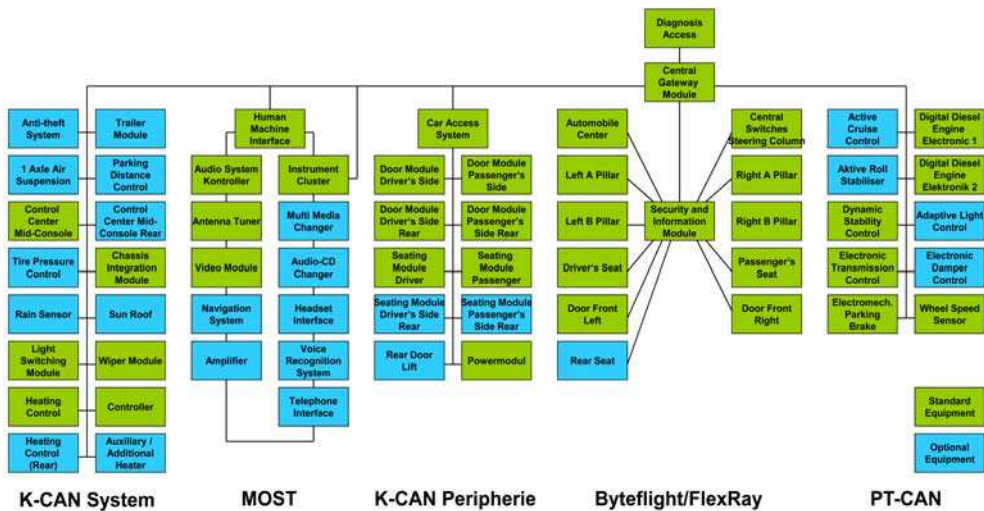 Diagnosis
Access
Central
Gateway
Module
Anti-theft
System
Trailer
Module
1 Axle Air
Suspension
Parking
Distance
Control
Control
Center
Mid-Console
Control
Center Mid-
Console Rear
Tire Pressure
Control
Chassis
Integration
Module
Rain Sensor
Sun Roof
Light
Switching
Module
Wiper Module
Heating
Control
Controller
Heating
Control
(Rear)
Auxiliary /
Additional
Heater
K-CAN System
Human
Machine
Interface
Audio System
Kontroller
Instrument
Cluster
Antenna Tuner
Multi Media
Changer
Video Module
Audio-CD
Changer
Navigation
System
Headset
Interface
Amplifier
Voice
Recognition
System
Telephone
Interface
MOST
Car Access
System
Door Module
Driver's Side
Door Module
Passenger's
Side
Door Module
Driver's Side
Rear
Door Module
Passenger's
Side Rear
Seating
Module
Driver
Seating
Module
Passenger
Seating Module
Driver's Side
Rear
Seating Module
Passenger's
Side Rear
Rear Door
Lift
Powermodul
K-CAN Peripherie
Automobile
Center
Central
Switches
Steering Column
Left A Pillar
Right A Pillar
Left B Pillar
Security and
Information
Module
Right B Pillar
Driver's Seat
Passenger's
Seat
Door Front
Left
Door Front
Right
Rear Seat
Byteflight/FlexRay
Active
Cruise
Control
Digital Diesel
Engine
Electronic 1
Aktive Roll
Stabiliser
Digital Diesel
Engine
Elektronik 2
Dynamic
Stability
Control
Adaptive Light
Control
Electronic
Transmission
Control
Electronic
Damper
Control
Electromech.
Parking
Brake
Wheel Speed
Sensor
Standard
Equipment
Optional
Equipment
PT-CAN